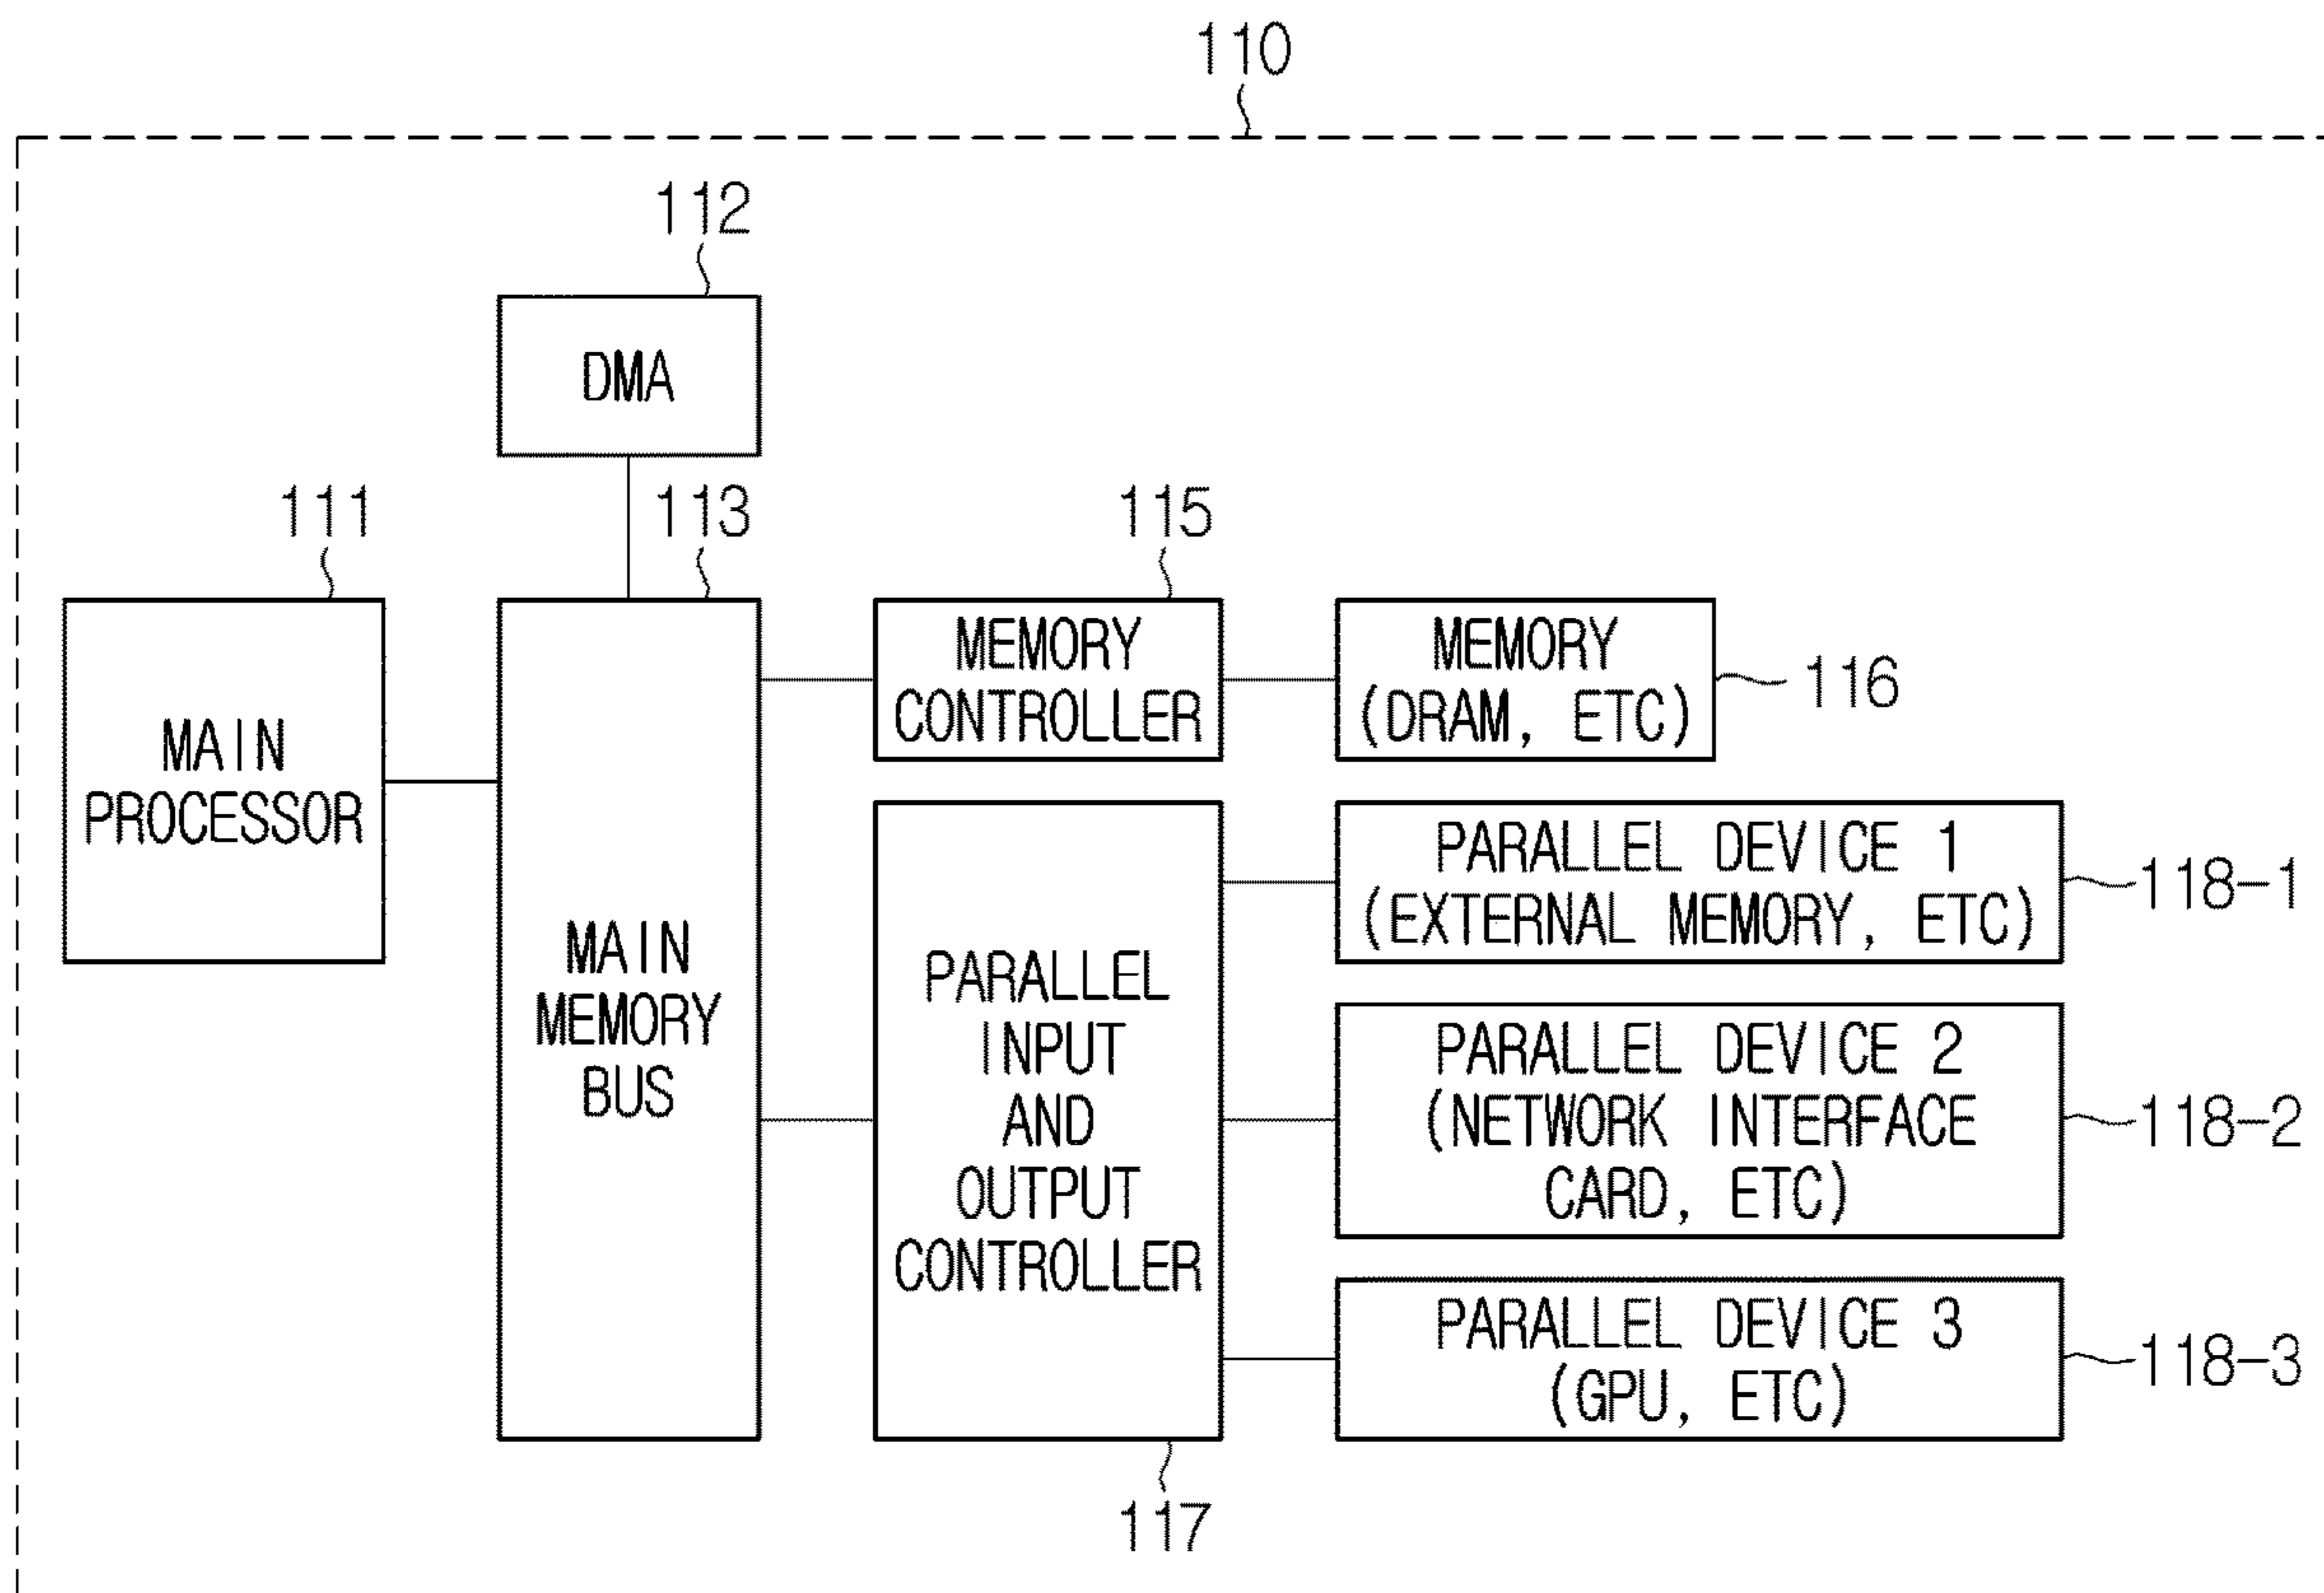 110
112
DMA
111
113
115
MAIN
PROCESSOR
MAIN
MEMORY
BUS
MEMORY
CONTROLLER
MEMORY
(DRAM, ETC)
116
PARALLEL
INPUT
AND
OUTPUT
CONTROLLER
117
PARALLEL DEVICE 1
(EXTERNAL MEMORY, ETC)
118-1
PARALLEL DEVICE 2
(NETWORK INTERFACE
CARD, ETC)
118-2
PARALLEL DEVICE 3
(GPU, ETC)
118-3